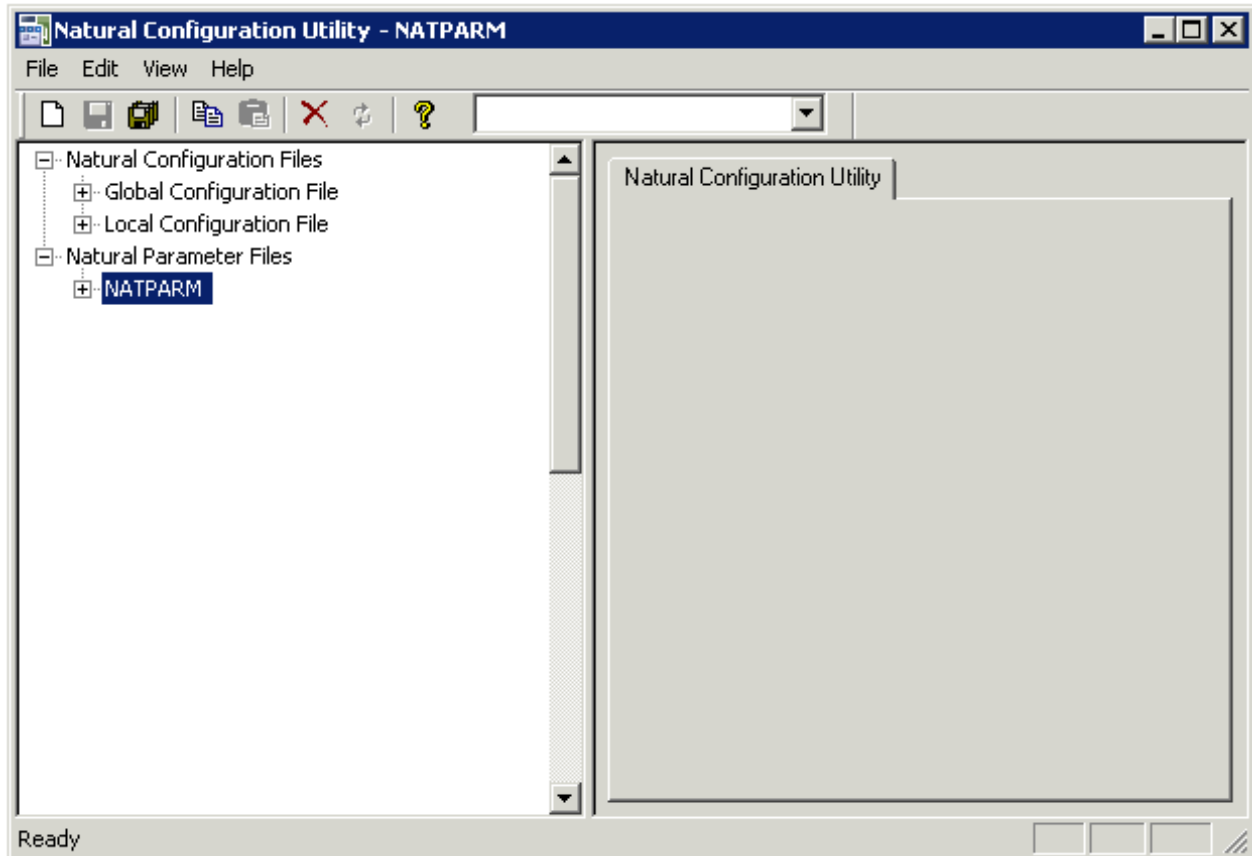 Natural Configuration Utility - NATPARM
File Edit View Help
Natural Configuration Files
Global Configuration File
Local Configuration File
Natural Parameter Files
NATPARM
Natural Configuration Utility
Ready